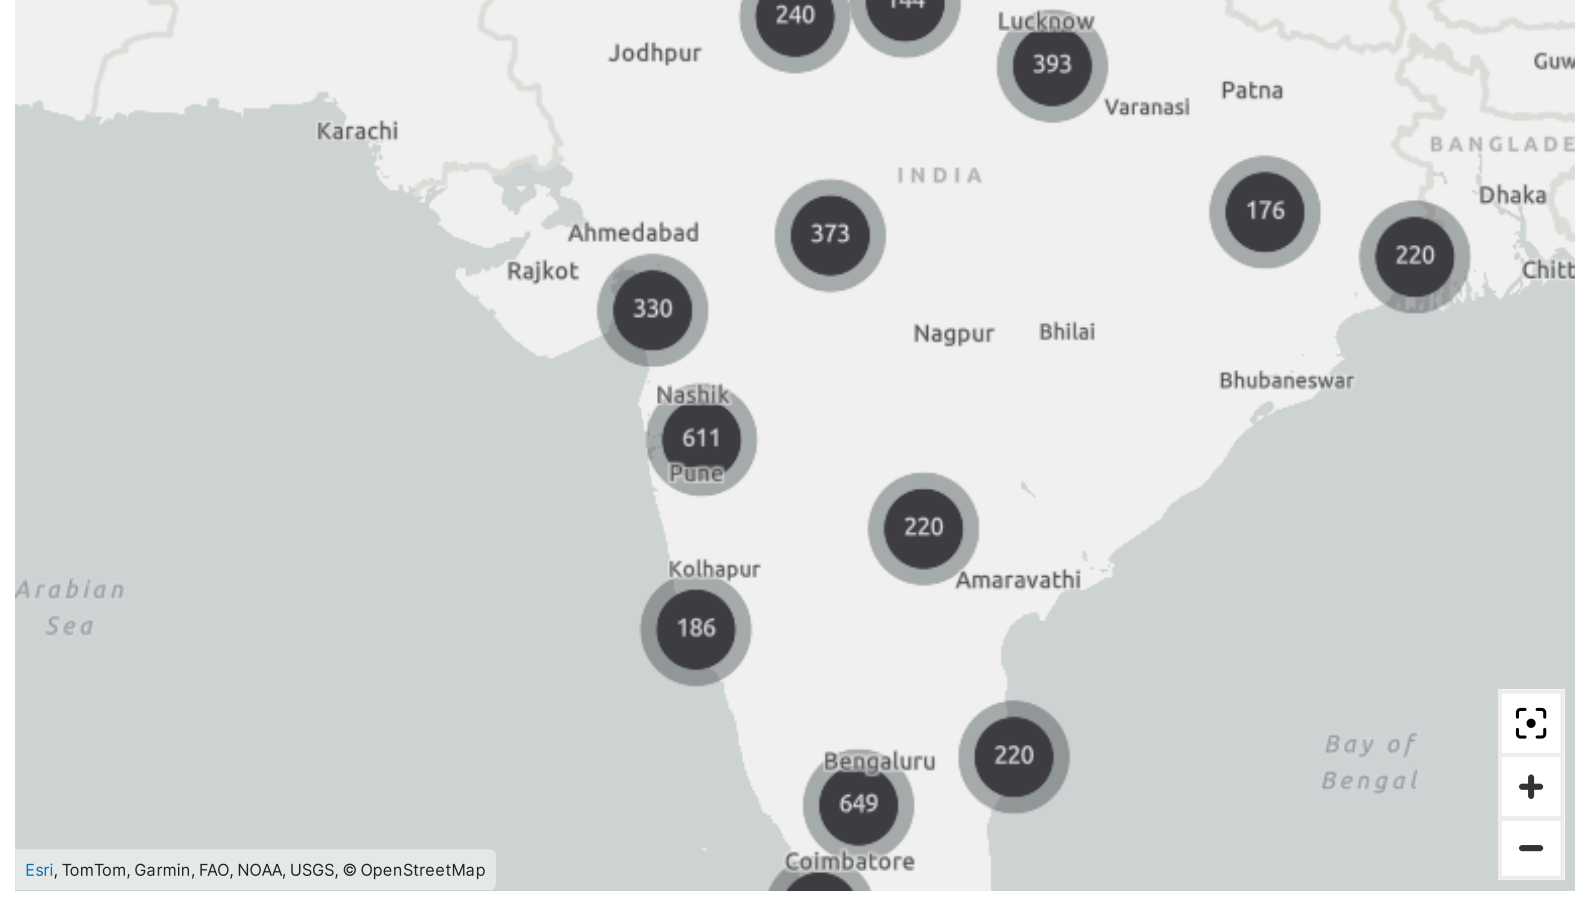 240
144
Lucknow
Jodhpur
393
Guw
Patna
Varanasi
Karachi
BANGLADE
INDIA
Dhaka
176
Ahmedabad
373
220
Rajkot
Chitt
330
Nagpur
Bhilai
Bhubaneswar
Nashik
611
Pune
220
Kolhapur
Amaravathi
Arabian
Sea
186
Bay of
Bengal
220
Bengaluru
649
Coimbatore
Esri, TomTom, Garmin, FAO, NOAA, USGS, © OpenStreetMap